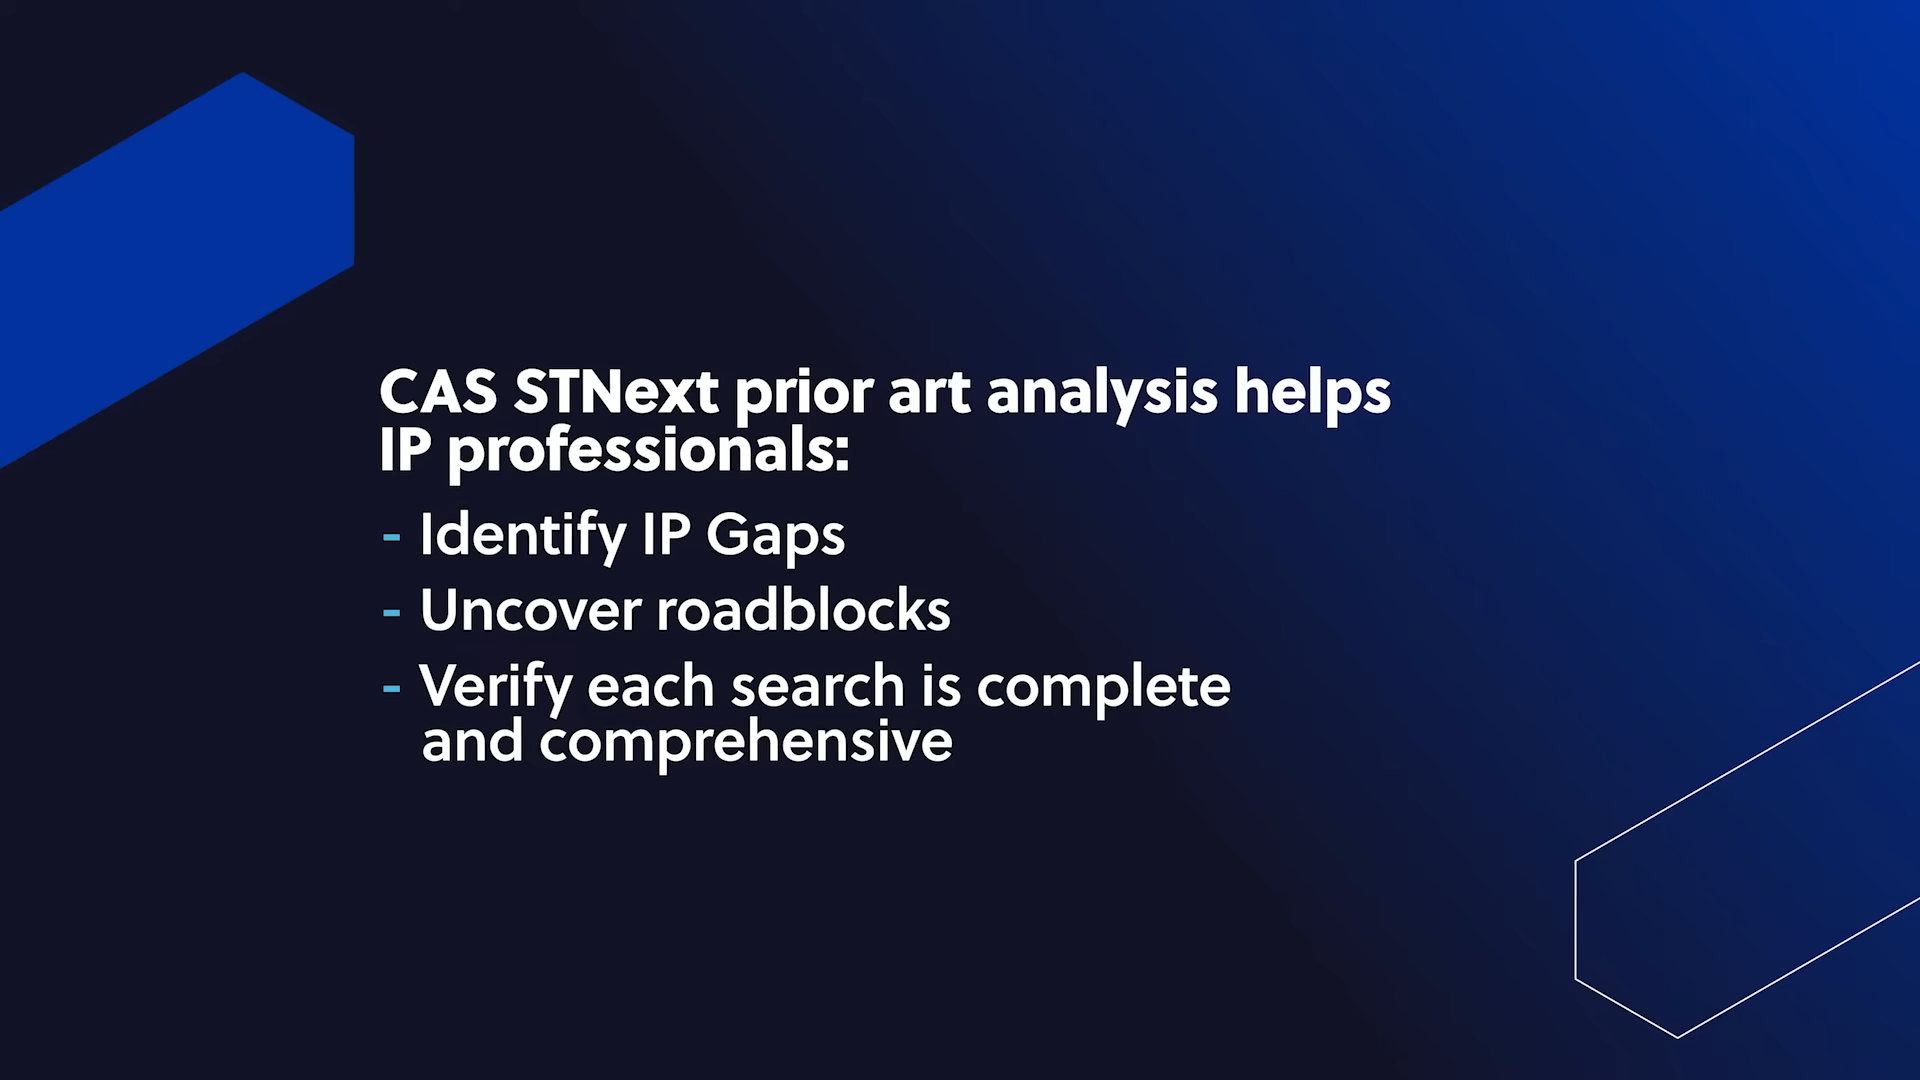 CAS STNext prior art analysis helps
IP professionals:
- Identify IP Gaps
- Uncover roadblocks
- Verify each search is complete
and comprehensive